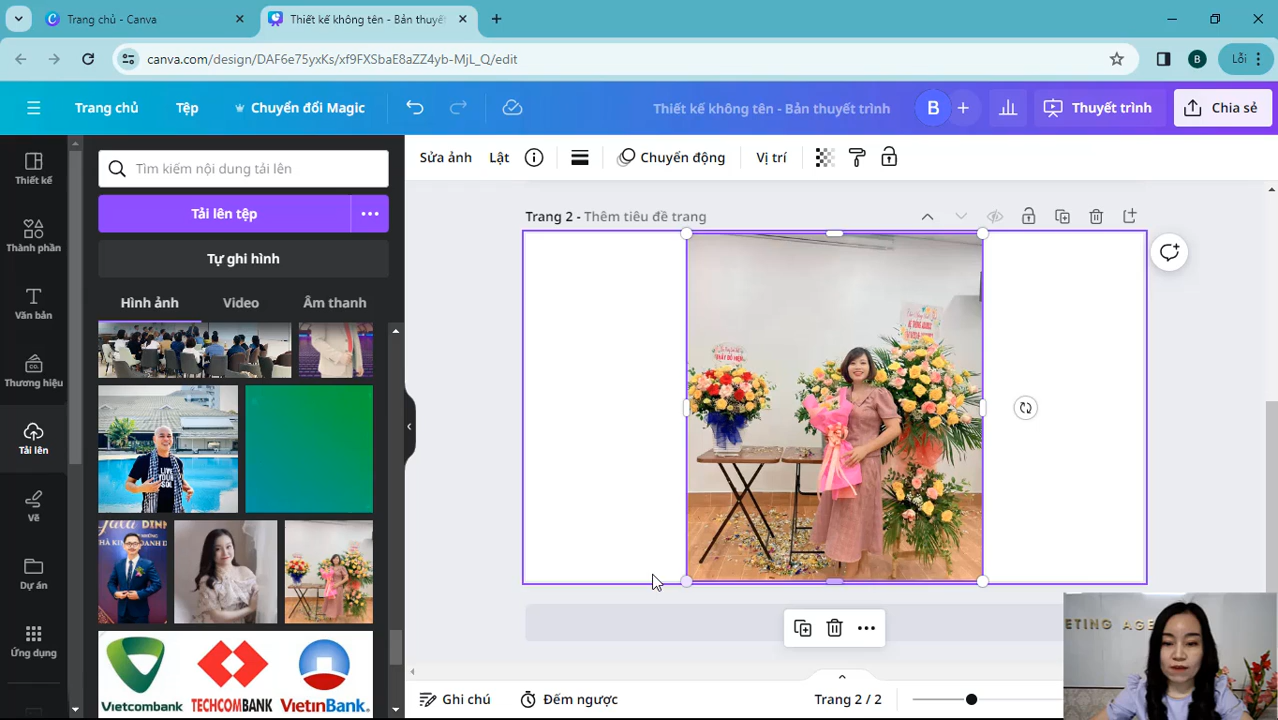 Trang chủ - Canva
Thiết kế không tên - Bản thuyết
canva.com/design/DAF6e75yxKs/xf9FXSbaE8aZZ4yb-MjL_Q/edit
B
Lỗi
Trang chủ
Tệp
Chuyển đổi Magic
Thiết kế không tên - Bản thuyết trình
B
Thuyết trình
Chia sẻ
Thiết kế
Thành phần
Văn bản
Thương hiệu
Tải lên
Vẽ
Dự án
Ứng dụng
Tìm kiếm nội dung tải lên
Tải lên tệp
Tự ghi hình
Hình ảnh
Video
Âm thanh
LIVE
YOUR
Vietcombank
TECHCOMBANK
VietinBank
Sửa ảnh
Lật
Chuyển động
Vị trí
Trang 2 - Thêm tiêu đề trang
Ghi chú
Đếm ngược
Trang 2 / 2
ETING AGE